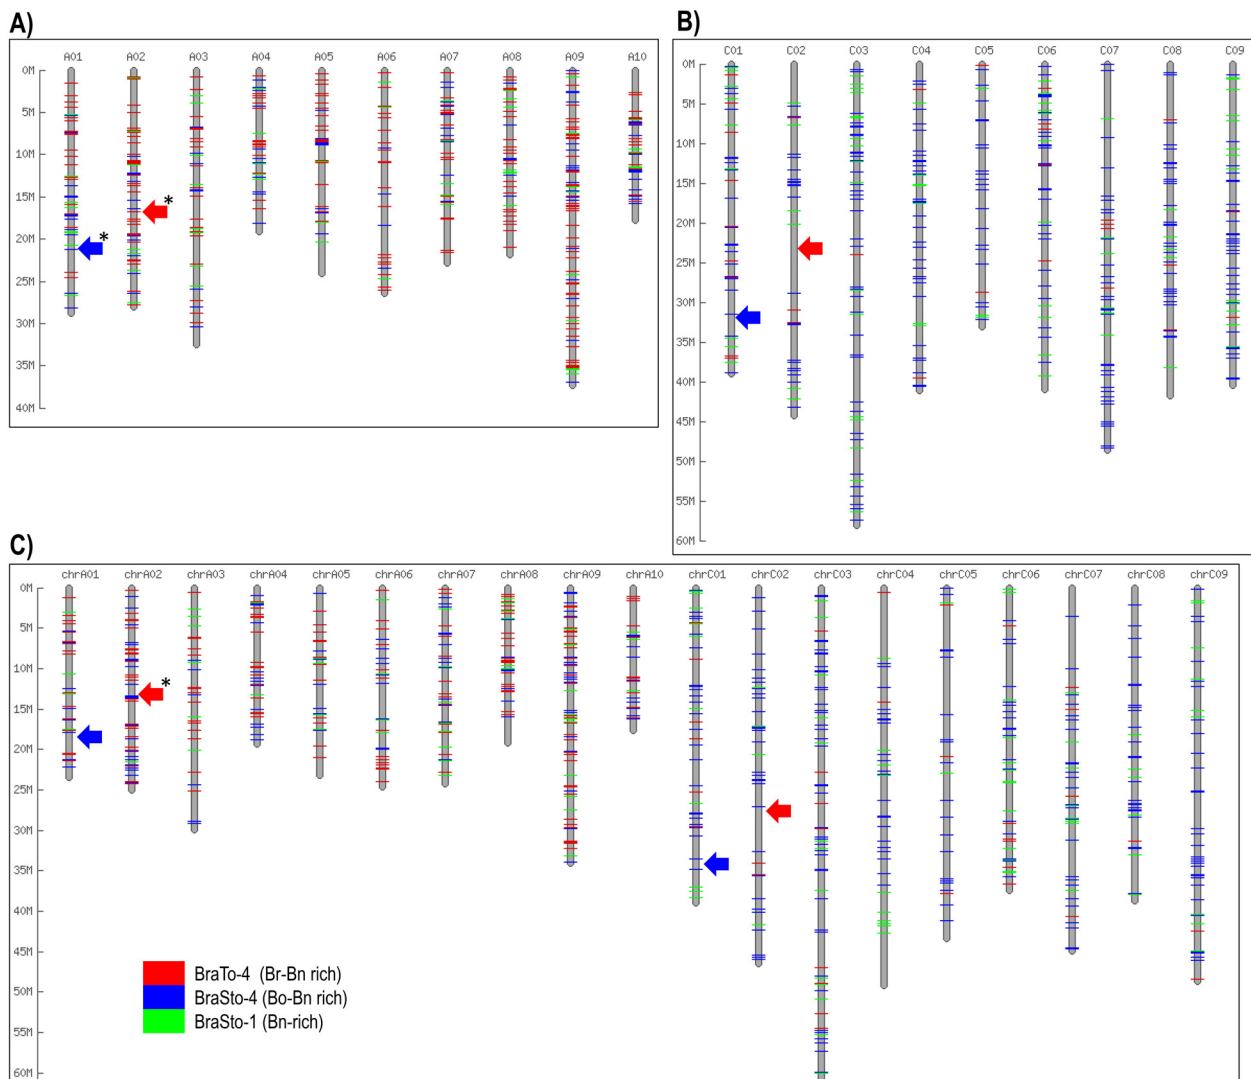 A)
A01 A02 A03 A04 A05 A06 A07 A08 A09 A10
0M
5M
10M
15M
20M
25M
30M
35M
40M
*
*
B)
C01 C02 C03 C04 C05 C06 C07 C08 C09
0M
5M
10M
15M
20M
25M
30M
35M
40M
45M
50M
55M
60M
C)
chrA01 chrA02 chrA03 chrA04 chrA05 chrA06 chrA07 chrA08 chrA09 chrA10 chrC01 chrC02 chrC03 chrC04 chrC05 chrC06 chrC07 chrC08 chrC09
0M
5M
10M
15M
20M
25M
30M
35M
40M
45M
50M
55M
60M
*
BraTo-4 (Br-Bn rich)
BraSto-4 (Bo-Bn rich)
BraSto-1 (Bn-rich)